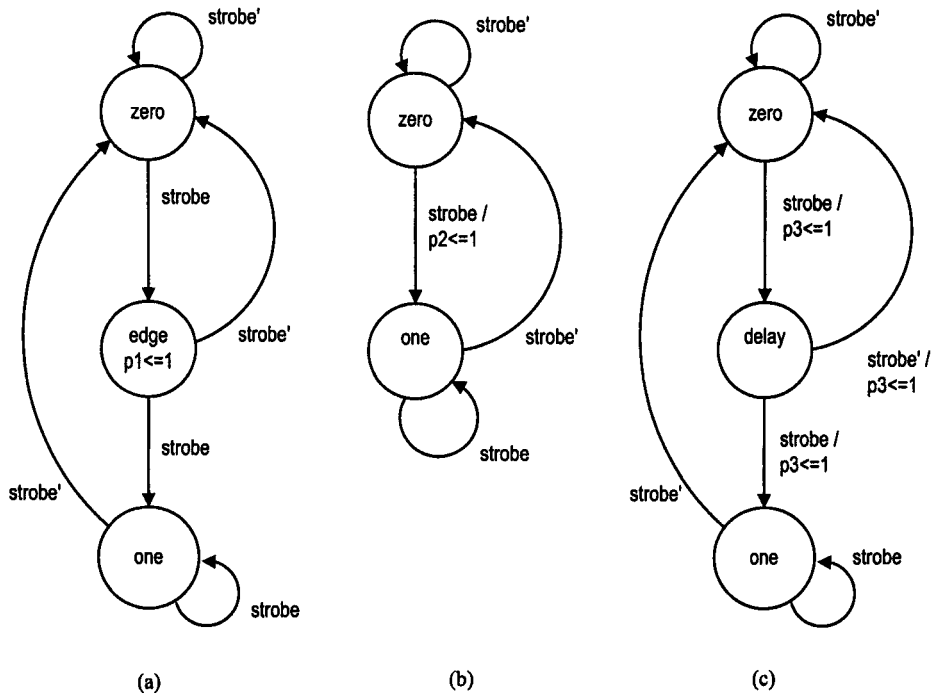 strobe'
zero
strobe
edge
p1<=1
strobe'
strobe
strobe'
one
strobe
(a)
strobe'
zero
strobe /
p2<=1
one
strobe'
strobe
(b)
strobe'
zero
strobe /
p3<=1
delay
strobe' /
p3<=1
strobe /
p3<=1
strobe'
one
strobe
(c)